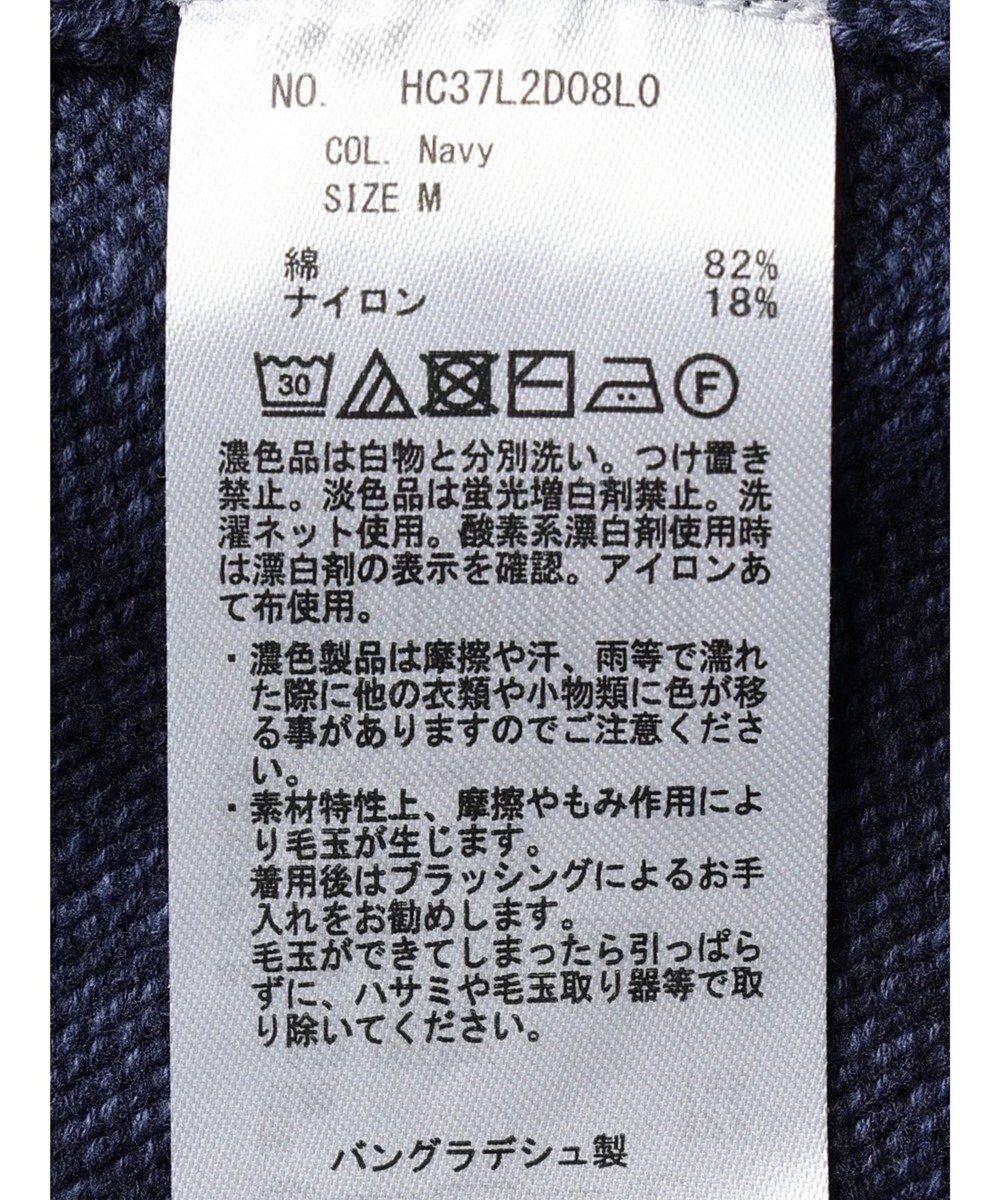 NO. HC37L2D08L0
COL. Navy
SIZE M
綿 82%
ナイロン 18%
30 F
濃色品は白物と分別洗い。つけ置き
禁止。淡色品は蛍光増白剤禁止。洗
濯ネット使用。酸素系漂白剤使用時
は漂白剤の表示を確認。アイロンあ
て布使用。
・濃色製品は摩擦や汗、雨等で濡れ
た際に他の衣類や小物類に色が移
る事がありますのでご注意くださ
い。
・素材特性上、摩擦やもみ作用によ
り毛玉が生じます。
着用後はブラッシングによるお手
入れをお勧めします。
毛玉ができてしまったら引っぱら
ずに、ハサミや毛玉取り器等で取
り除いてください。
バングラデシュ製